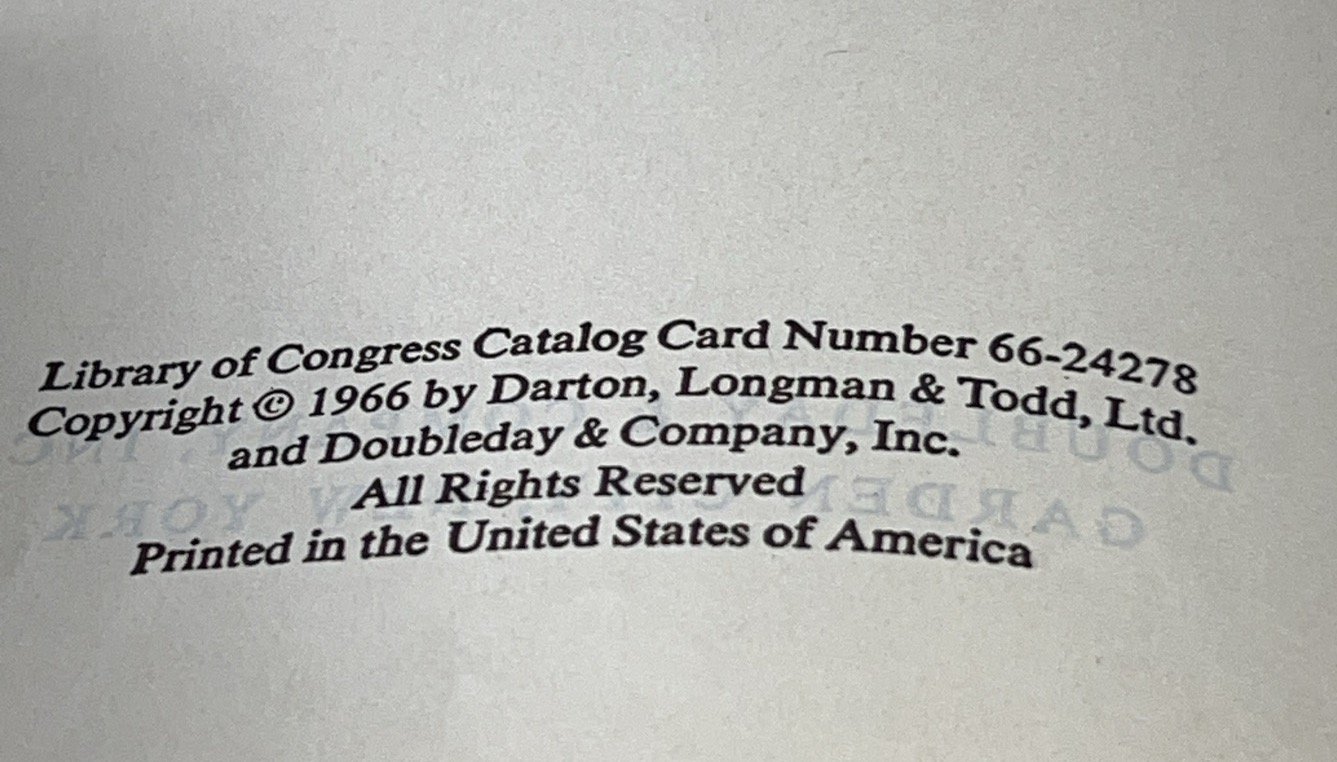 Library of Congress Catalog Card Number 66-24278
Copyright © 1966 by Darton, Longman & Todd, Ltd.
and Doubleday & Company, Inc.
All Rights Reserved
Printed in the United States of America